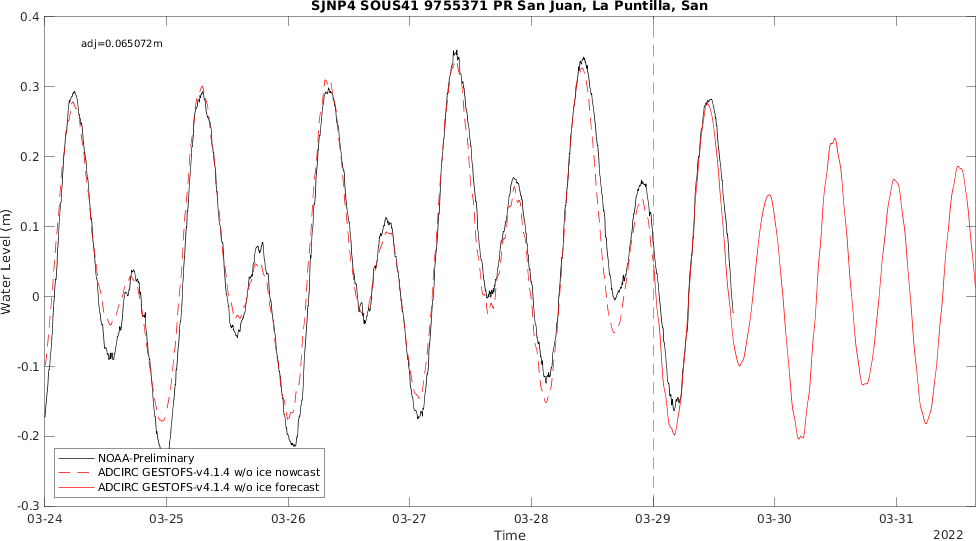 SJNP4 SOUS41 9755371 PR San Juan, La Puntilla, San
adj=0.065072m
0.4
0.3
0.2
0.1
0
-0.1
-0.2
-0.3
Water Level (m)
NOAA-Preliminary
ADCIRC GESTOFS-v4.1.4 w/o ice nowcast
ADCIRC GESTOFS-v4.1.4 w/o ice forecast
03-24 03-25 03-26 03-27 03-28 03-29 03-30 03-31
Time
2022